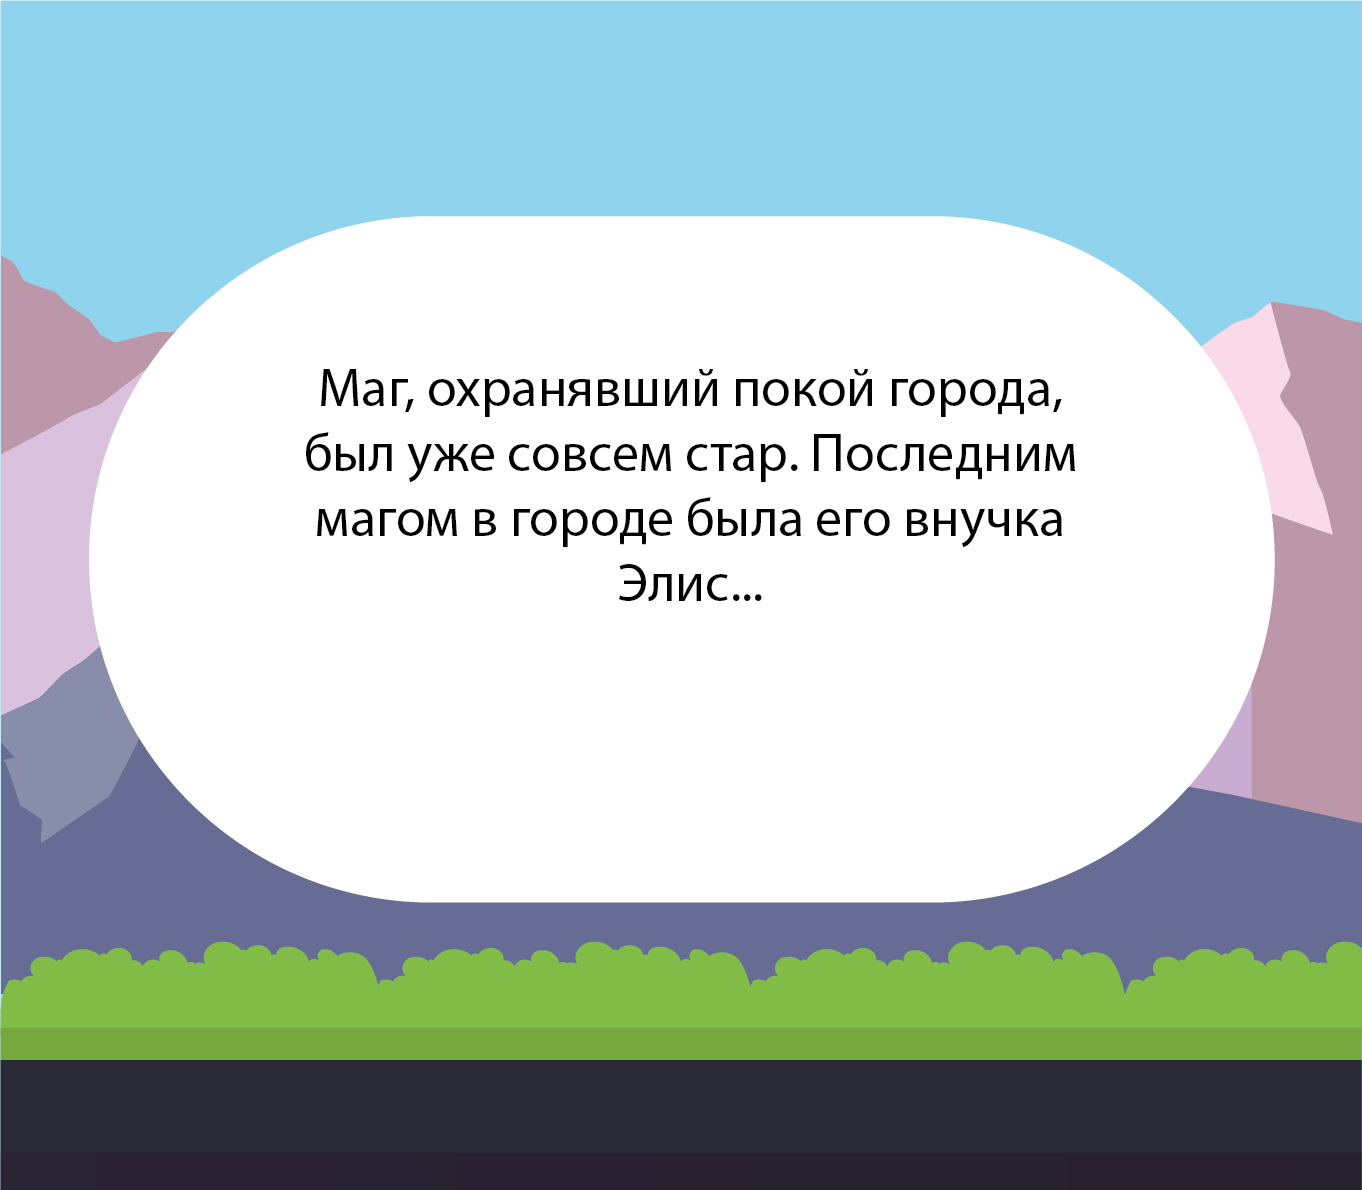 Маг, охранявший покой города,
был уже совсем стар. Последним
магом в городе была его внучка
Элис...